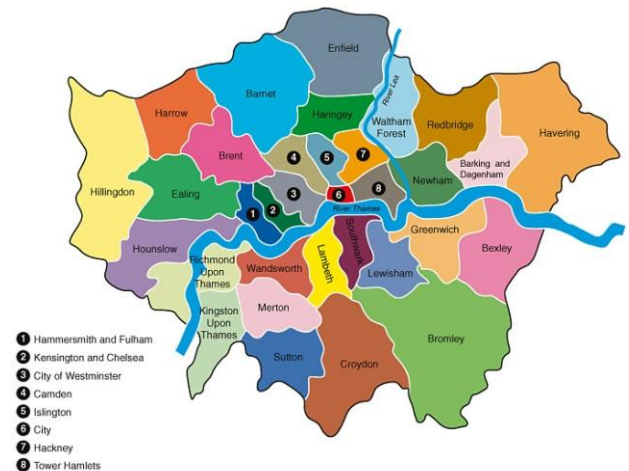 Enfield
River Lea
Barnet
Harrow
Haringey
Waltham
Forest
Redbridge
Havering
Brent
4
5
7
Barking and
Dagenham
Hillingdon
Ealing
3
6
8
Newham
1
2
River Thames
Hounslow
Richmond
Upon
Thames
Wandsworth
Lambeth
Southwark
Lewisham
Greenwich
Bexley
Kingston
Upon
Thames
Merton
Sutton
Croydon
Bromley
1 Hammersmith and Fulham
2 Kensington and Chelsea
3 City of Westminster
4 Camden
5 Islington
6 City
7 Hackney
8 Tower Hamlets